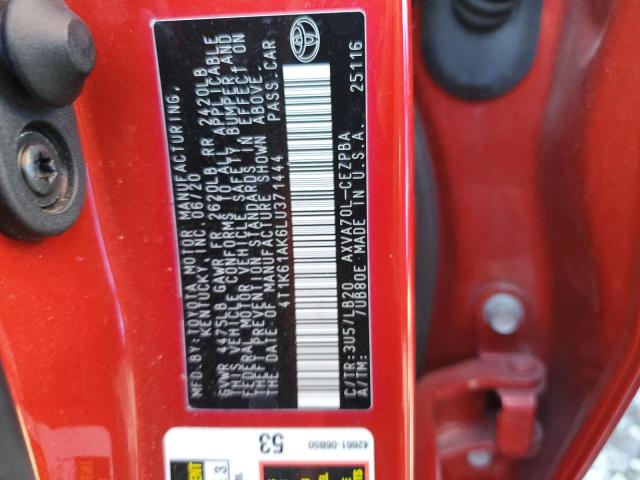 MFD.BY:TOYOTA MOTOR MANUFACTURING,
KENTUCKY, INC. 06/20
GVWR 4475LB GAWR FR 2620LB RR 2420LB
THIS VEHICLE CONFORMS TO ALL APPLICABLE
FEDERAL MOTOR VEHICLE SAFETY, BUMPER AND
THEFT PREVENTION STANDARDS IN EFFECT ON
THE DATE OF MANUFACTURE SHOWN ABOVE.
4T1K61AK6LU371444 PASS.CAR
C/TR:3U5/LB20 AXVA70L-CEZPBA
A/TM: 7UB80E MADE IN U.S.A. 25116
53
42661-06B50